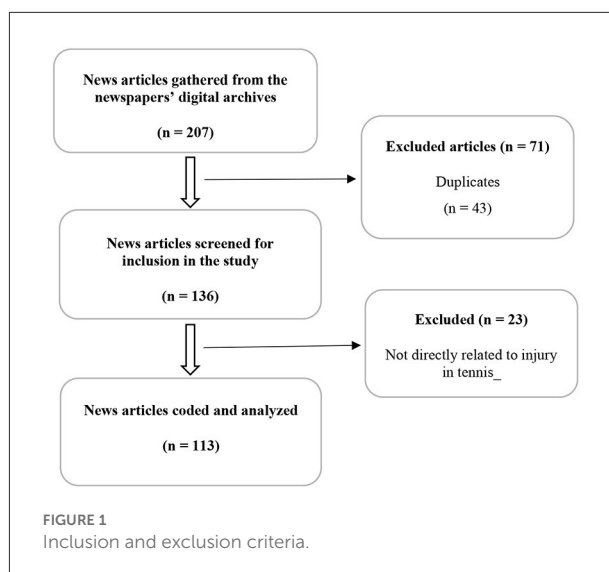 News articles gathered from the
newspapers’ digital archives
(n = 207)
Excluded articles (n = 71)
Duplicates
(n = 43)
News articles screened for
inclusion in the study
(n = 136)
Excluded (n = 23)
Not directly related to injury
in tennis_
News articles coded and analyzed
(n = 113)
FIGURE 1
Inclusion and exclusion criteria.